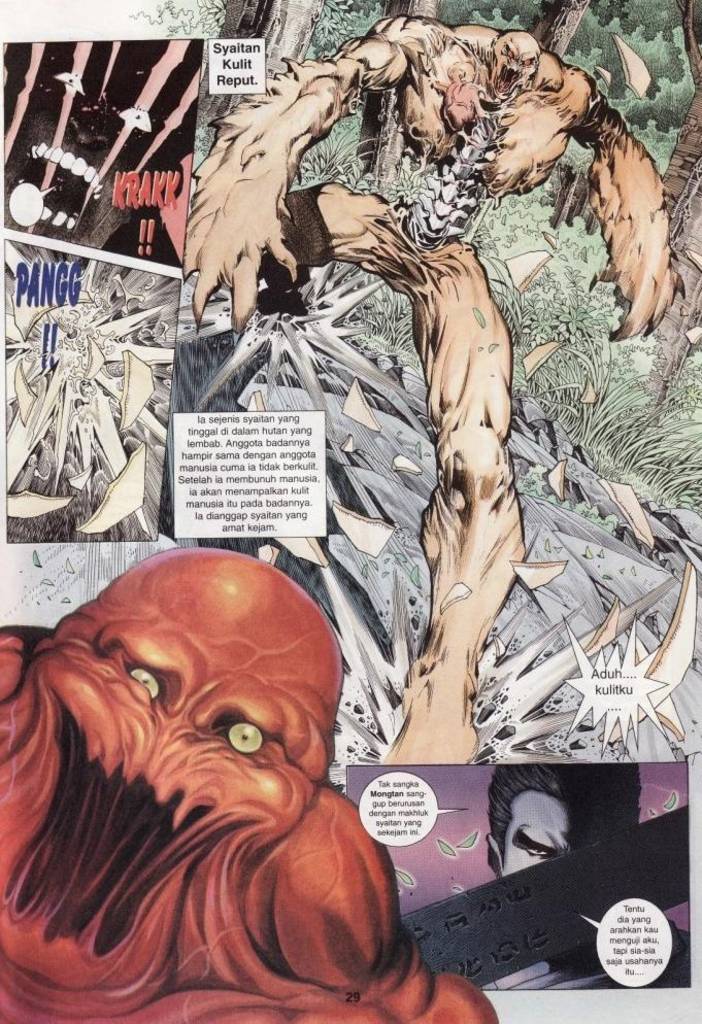 Syaitan
Kulit
Reput.
KRAKK
!!
PANGG
!!
Ia sejenis syaitan yang
tinggal di dalam hutan yang
lembab. Anggota badannya
hampir sama dengan anggota
manusia cuma ia tidak berkulit.
Setelah ia membunuh manusia,
ia akan menampalkan kulit
manusia itu pada badannya.
Ia dianggap syaitan yang
amat kejam.
Aduh....
kulitku
....
Tak sangka
Mongtan sang-
gup berurusan
dengan makhluk
syaitan yang
sekejam ini.
Tentu
dia yang
arahkan kau
menguji aku,
tapi sia-sia
saja usahanya
itu....
29